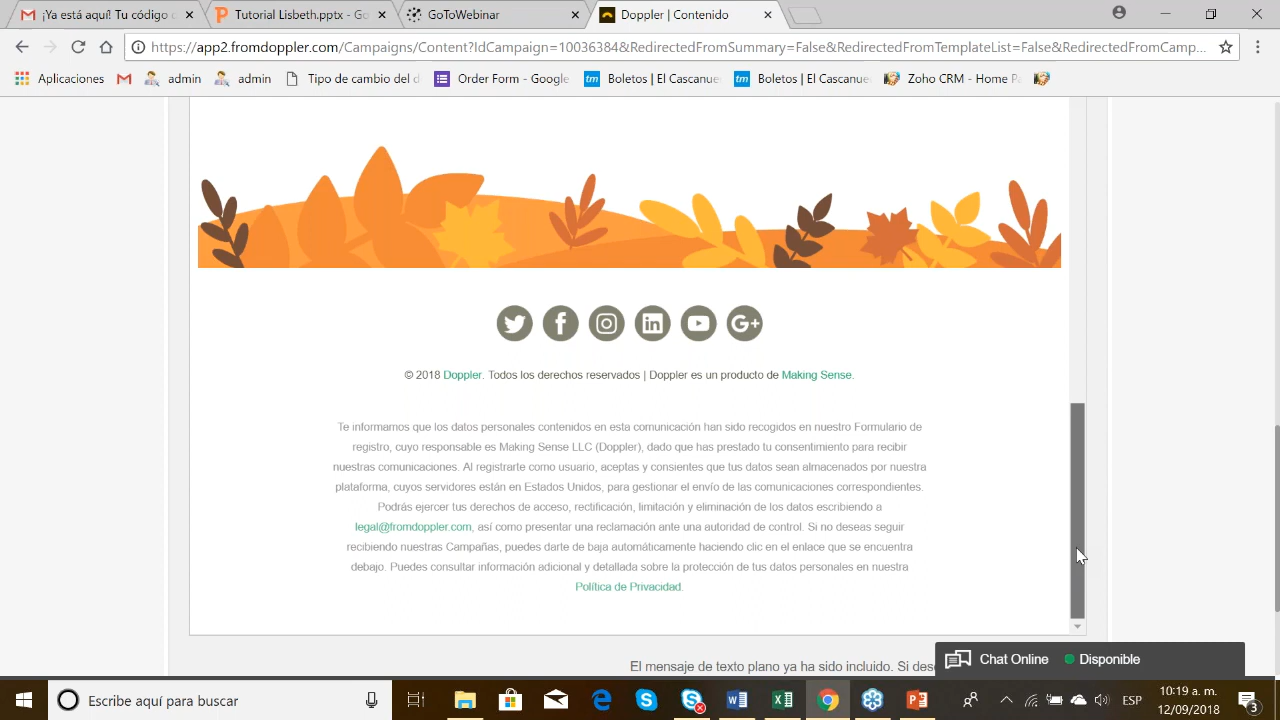 Ya está aquí! Tu código d
Tutorial Lisbeth.ppt - Go
GoToWebinar
Doppler | Contenido
https://app2.fromdoppler.com/Campaigns/Content?IdCampaign=10036384&RedirectedFromSummary=False&RedirectedFromTemplateList=False&RedirectedFromCamp...
Aplicaciones
admin
admin
Tipo de cambio del d
Order Form - Google
tm Boletos | El Cascanue
tm Boletos | El Cascanue
Zoho CRM - Home Pa
© 2018 Doppler. Todos los derechos reservados | Doppler es un producto de Making Sense.
Te informamos que los datos personales contenidos en esta comunicación han sido recogidos en nuestro Formulario de
registro, cuyo responsable es Making Sense LLC (Doppler), dado que has prestado tu consentimiento para recibir
nuestras comunicaciones. Al registrarte como usuario, aceptas y consientes que tus datos sean almacenados por nuestra
plataforma, cuyos servidores están en Estados Unidos, para gestionar el envío de las comunicaciones correspondientes.
Podrás ejercer tus derechos de acceso, rectificación, limitación y eliminación de los datos escribiendo a
legal@fromdoppler.com, así como presentar una reclamación ante una autoridad de control. Si no deseas seguir
recibiendo nuestras Campañas, puedes darte de baja automáticamente haciendo clic en el enlace que se encuentra
debajo. Puedes consultar información adicional y detallada sobre la protección de tus datos personales en nuestra
Política de Privacidad.
El mensaje de texto plano ya ha sido incluido. Si des
Chat Online Disponible
Escribe aquí para buscar
ESP
10:19 a. m.
12/09/2018
3